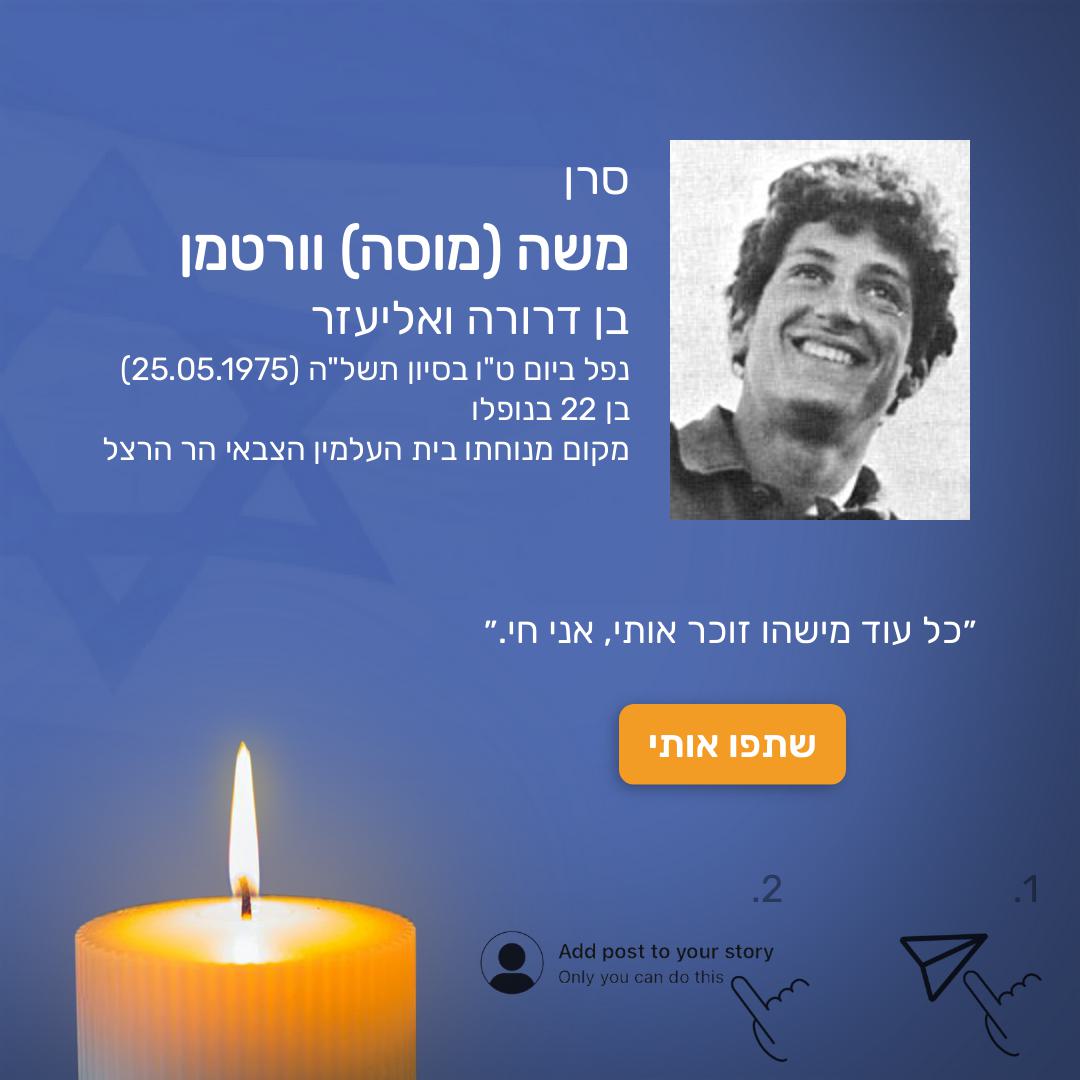 סרן
משה (מוסה) וורטמן
בן דרורה ואליעזר
נפל ביום ט"ו בסיון תשל"ה (25.05.1975)
בן 22 בנופלו
מקום מנוחתו בית העלמין הצבאי הר הרצל
״כל עוד מישהו זוכר אותי, אני חי.״
שתפו אותי
1.
2.
Add post to your story
Only you can do this